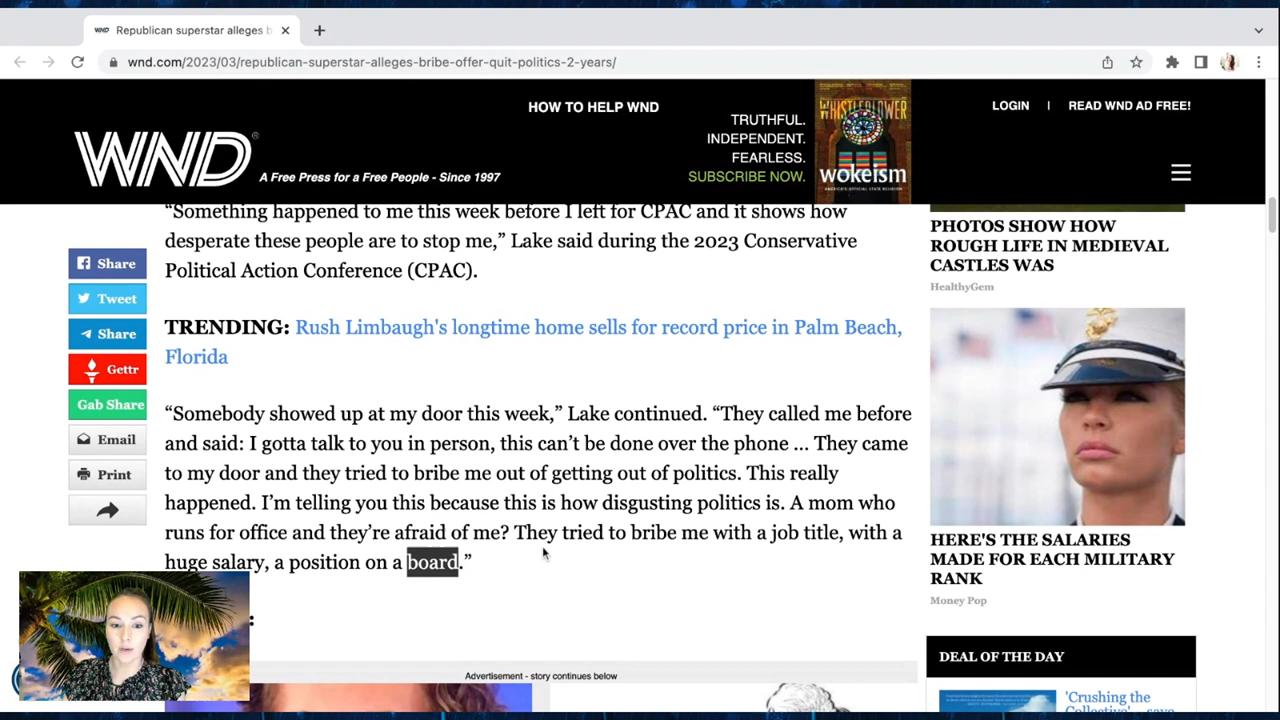 WND Republican superstar alleges b
wnd.com/2023/03/republican-superstar-alleges-bribe-offer-quit-politics-2-years/
HOW TO HELP WND
LOGIN | READ WND AD FREE!
WND®
A Free Press for a Free People - Since 1997
TRUTHFUL.
INDEPENDENT.
FEARLESS.
SUBSCRIBE NOW.
WHISTLEBLOWER
wokeism
AMERICA'S OFFICIAL STATE RELIGION
“Something happened to me this week before I left for CPAC and it shows how
desperate these people are to stop me,” Lake said during the 2023 Conservative
Political Action Conference (CPAC).
TRENDING: Rush Limbaugh's longtime home sells for record price in Palm Beach,
Florida
“Somebody showed up at my door this week,” Lake continued. “They called me before
and said: I gotta talk to you in person, this can’t be done over the phone … They came
to my door and they tried to bribe me out of getting out of politics. This really
happened. I’m telling you this because this is how disgusting politics is. A mom who
runs for office and they’re afraid of me? They tried to bribe me with a job title, with a
huge salary, a position on a board.”
Share
Tweet
Share
Gettr
Gab Share
Email
Print
Advertisement - story continues below
PHOTOS SHOW HOW
ROUGH LIFE IN MEDIEVAL
CASTLES WAS
HealthyGem
HERE'S THE SALARIES
MADE FOR EACH MILITARY
RANK
Money Pop
DEAL OF THE DAY
'Crushing the